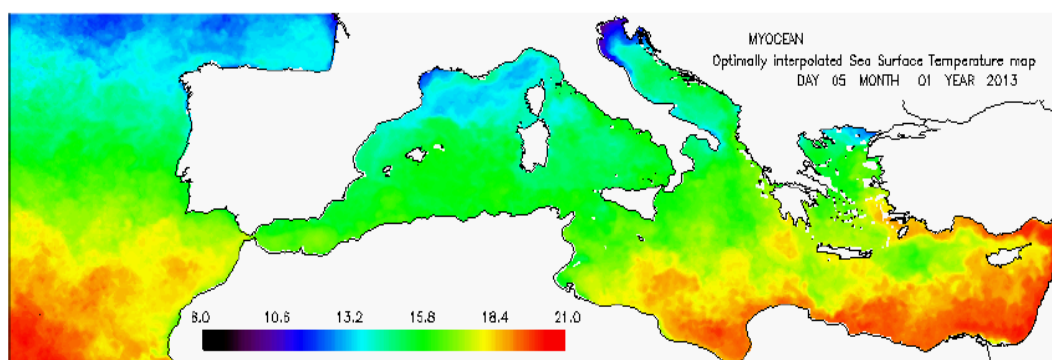 MYOCEAN
Optimally interpolated Sea Surface Temperature map
DAY 05 MONTH 01 YEAR 2013
8.0 10.6 13.2 15.8 18.4 21.0